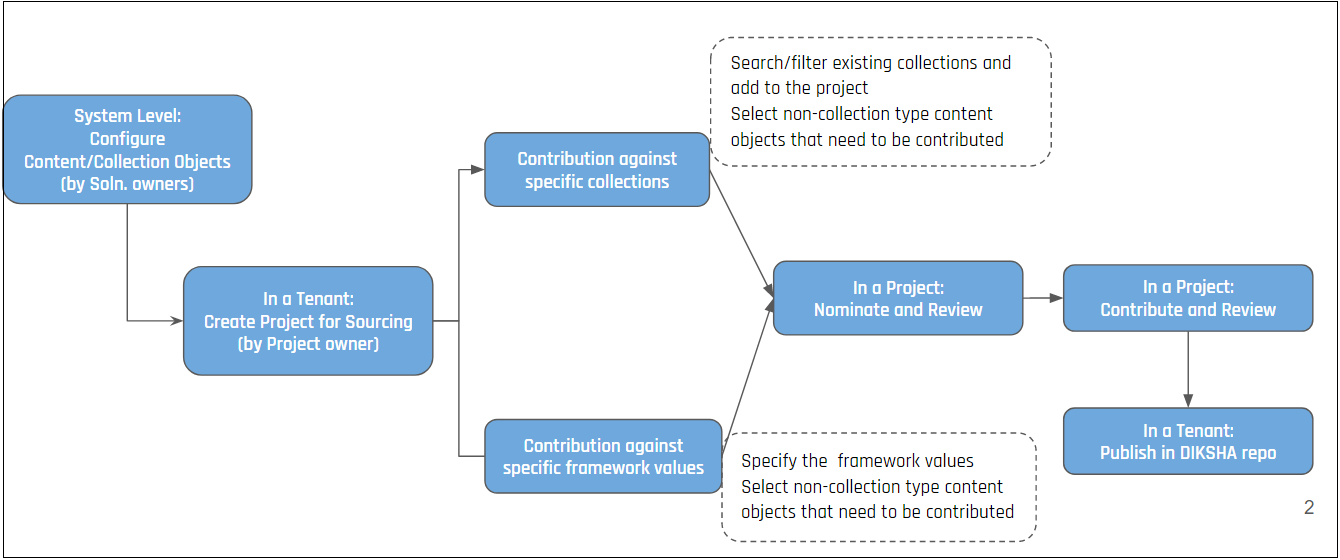 System Level:
Configure
Content/Collection Objects
(by Soln. owners)
In a Tenant:
Create Project for Sourcing
(by Project owner)
Contribution against
specific collections
Search/filter existing collections and
add to the project
Select non-collection type content
objects that need to be contributed
Contribution against
specific framework values
Specify the framework values
Select non-collection type content
objects that need to be contributed
In a Project:
Nominate and Review
In a Project:
Contribute and Review
In a Tenant:
Publish in DIKSHA repo
2